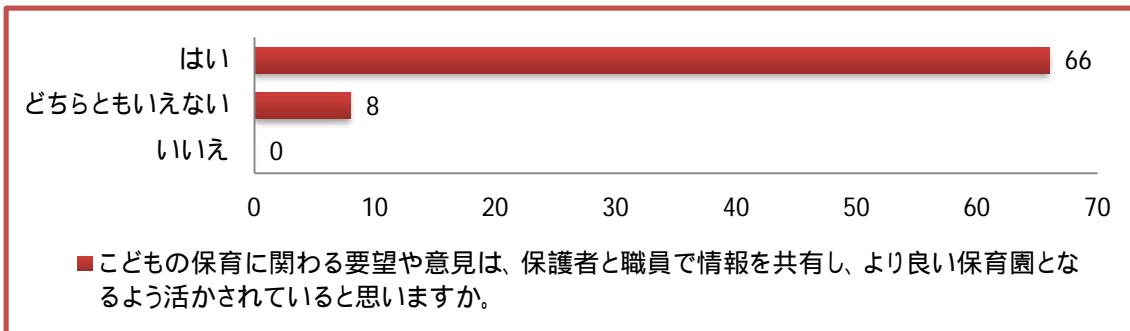 はい 66
どちらともいえない 8
いいえ 0
0 10 20 30 40 50 60 70
こどもの保育に関わる要望や意見は、保護者と職員で情報を共有し、より良い保育園とな
るよう活かされていると思いますか。